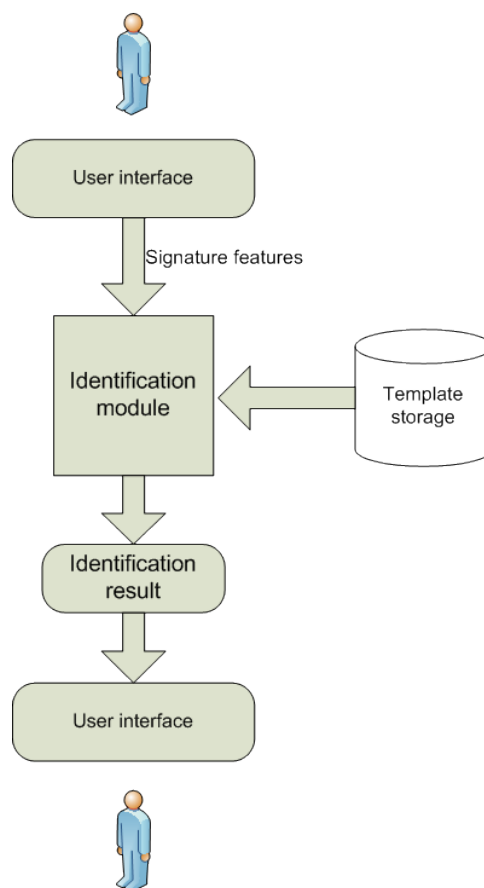 User interface
Signature features
Identification
module
Template
storage
Identification
result
User interface